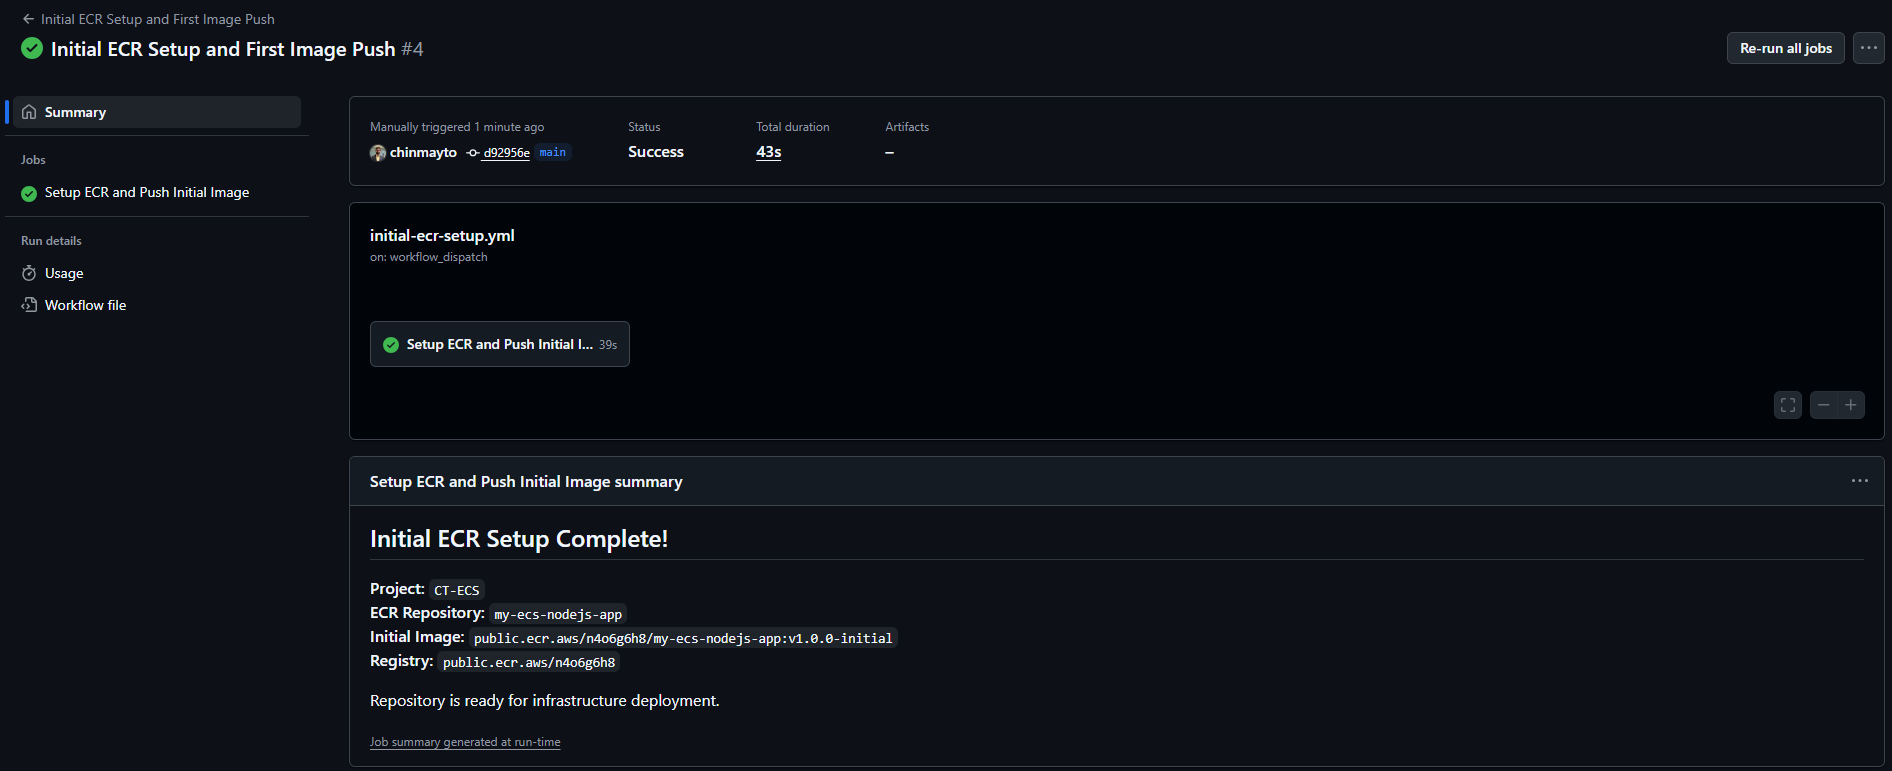 Initial ECR Setup and First Image Push
Initial ECR Setup and First Image Push #4
Re-run all jobs
Summary
Jobs
Setup ECR and Push Initial Image
Run details
Usage
Workflow file
Manually triggered 1 minute ago
chinmayto d92956e main
Status
Success
Total duration
43s
Artifacts
–
initial-ecr-setup.yml
on: workflow_dispatch
Setup ECR and Push Initial I... 39s
Setup ECR and Push Initial Image summary
Initial ECR Setup Complete!
Project: CT-ECS
ECR Repository: my-ecs-nodejs-app
Initial Image: public.ecr.aws/n4o6g6h8/my-ecs-nodejs-app:v1.0.0-initial
Registry: public.ecr.aws/n4o6g6h8
Repository is ready for infrastructure deployment.
Job summary generated at run-time